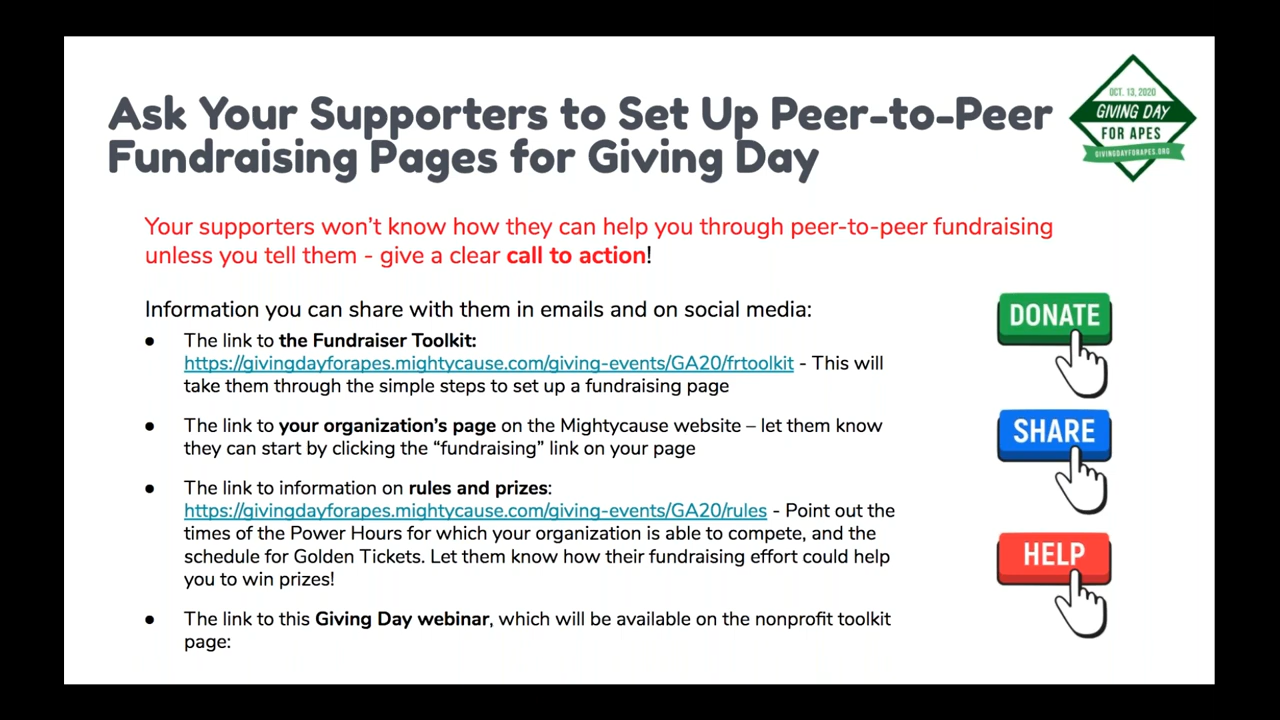 Ask Your Supporters to Set Up Peer-to-Peer
Fundraising Pages for Giving Day
OCT. 13, 2020
GIVING DAY
FOR APES
GIVINGDAYFORAPES.ORG
Your supporters won't know how they can help you through peer-to-peer fundraising
unless you tell them - give a clear call to action!
Information you can share with them in emails and on social media:
● The link to the Fundraiser Toolkit:
https://givingdayforapes.mightycause.com/giving-events/GA20/frtoolkit - This will
take them through the simple steps to set up a fundraising page
● The link to your organization's page on the Mightycause website – let them know
they can start by clicking the “fundraising” link on your page
● The link to information on rules and prizes:
https://givingdayforapes.mightycause.com/giving-events/GA20/rules - Point out the
times of the Power Hours for which your organization is able to compete, and the
schedule for Golden Tickets. Let them know how their fundraising effort could help
you to win prizes!
● The link to this Giving Day webinar, which will be available on the nonprofit toolkit
page:
DONATE
SHARE
HELP